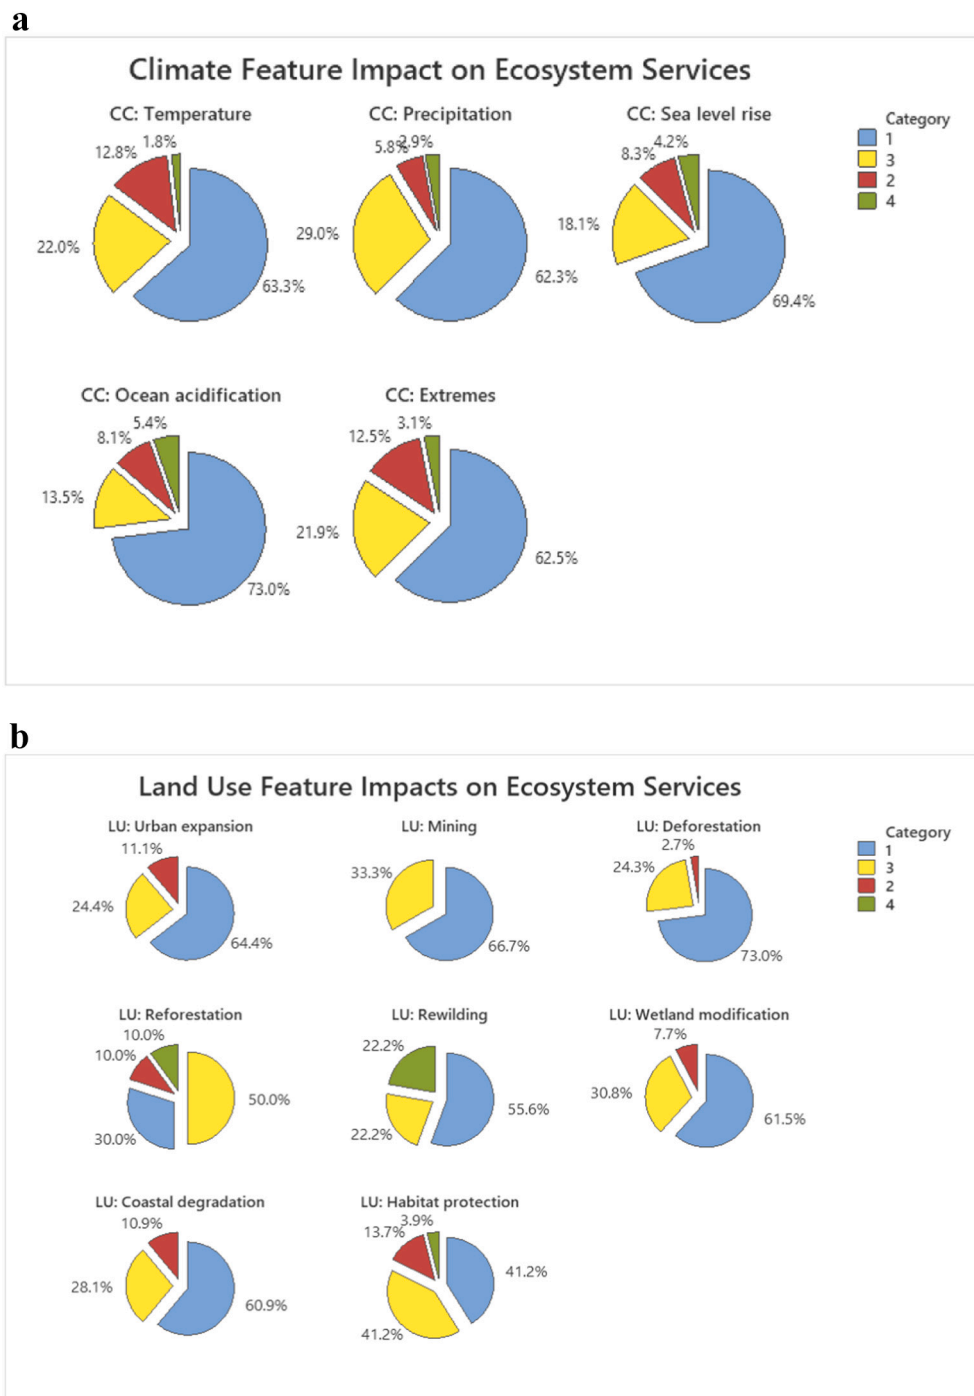 a
Climate Feature Impact on Ecosystem Services
CC: Temperature
CC: Precipitation
CC: Sea level rise
Category
1
3
2
4
12.8%
1.8%
22.0%
63.3%
5.8%
2.9%
29.0%
62.3%
8.3%
4.2%
18.1%
69.4%
CC: Ocean acidification
CC: Extremes
8.1%
5.4%
13.5%
73.0%
12.5%
3.1%
21.9%
62.5%
b
Land Use Feature Impacts on Ecosystem Services
LU: Urban expansion
LU: Mining
LU: Deforestation
Category
1
3
2
4
11.1%
24.4%
64.4%
33.3%
66.7%
2.7%
24.3%
73.0%
LU: Reforestation
LU: Rewilding
LU: Wetland modification
10.0%
10.0%
30.0%
50.0%
22.2%
22.2%
55.6%
7.7%
30.8%
61.5%
LU: Coastal degradation
LU: Habitat protection
10.9%
28.1%
60.9%
13.7%
3.9%
41.2%
41.2%